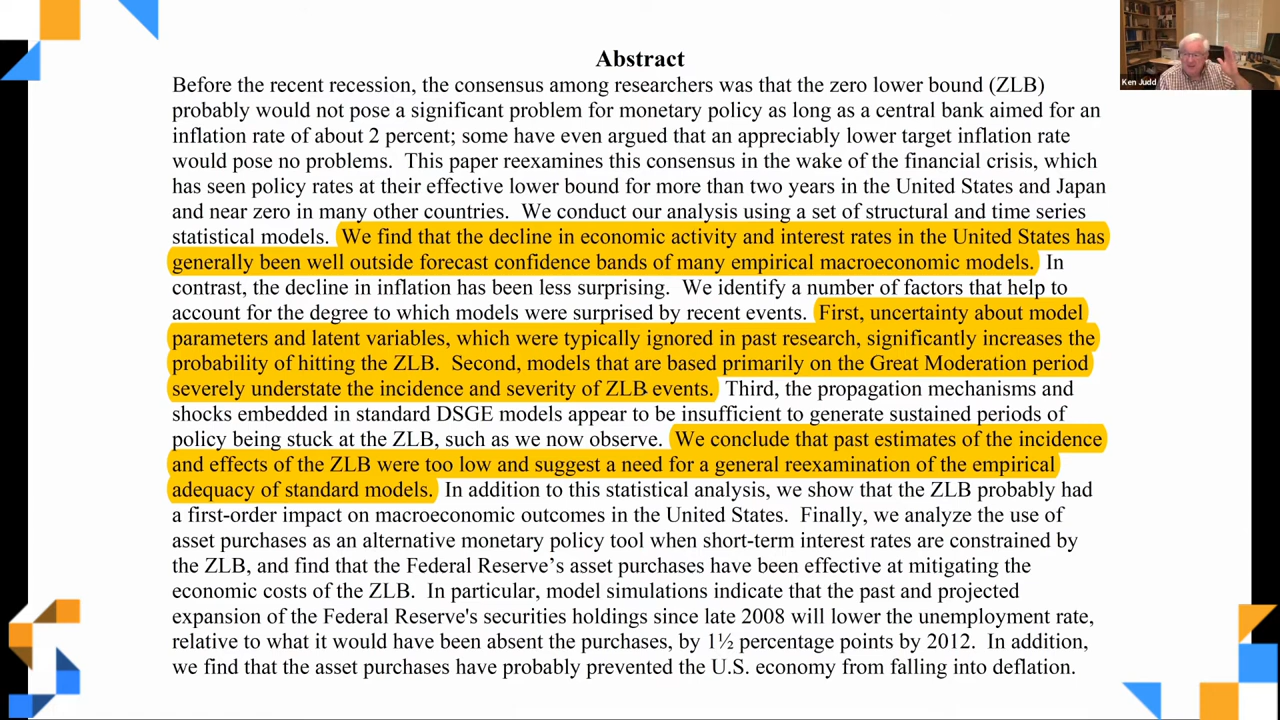 Abstract
Before the recent recession, the consensus among researchers was that the zero lower bound (ZLB)
probably would not pose a significant problem for monetary policy as long as a central bank aimed for an
inflation rate of about 2 percent; some have even argued that an appreciably lower target inflation rate
would pose no problems.  This paper reexamines this consensus in the wake of the financial crisis, which
has seen policy rates at their effective lower bound for more than two years in the United States and Japan
and near zero in many other countries.  We conduct our analysis using a set of structural and time series
statistical models.  We find that the decline in economic activity and interest rates in the United States has
generally been well outside forecast confidence bands of many empirical macroeconomic models.  In
contrast, the decline in inflation has been less surprising.  We identify a number of factors that help to
account for the degree to which models were surprised by recent events.  First, uncertainty about model
parameters and latent variables, which were typically ignored in past research, significantly increases the
probability of hitting the ZLB.  Second, models that are based primarily on the Great Moderation period
severely understate the incidence and severity of ZLB events.  Third, the propagation mechanisms and
shocks embedded in standard DSGE models appear to be insufficient to generate sustained periods of
policy being stuck at the ZLB, such as we now observe.  We conclude that past estimates of the incidence
and effects of the ZLB were too low and suggest a need for a general reexamination of the empirical
adequacy of standard models.  In addition to this statistical analysis, we show that the ZLB probably had
a first-order impact on macroeconomic outcomes in the United States.  Finally, we analyze the use of
asset purchases as an alternative monetary policy tool when short-term interest rates are constrained by
the ZLB, and find that the Federal Reserve’s asset purchases have been effective at mitigating the
economic costs of the ZLB.  In particular, model simulations indicate that the past and projected
expansion of the Federal Reserve's securities holdings since late 2008 will lower the unemployment rate,
relative to what it would have been absent the purchases, by 1½ percentage points by 2012.  In addition,
we find that the asset purchases have probably prevented the U.S. economy from falling into deflation.
Ken Judd